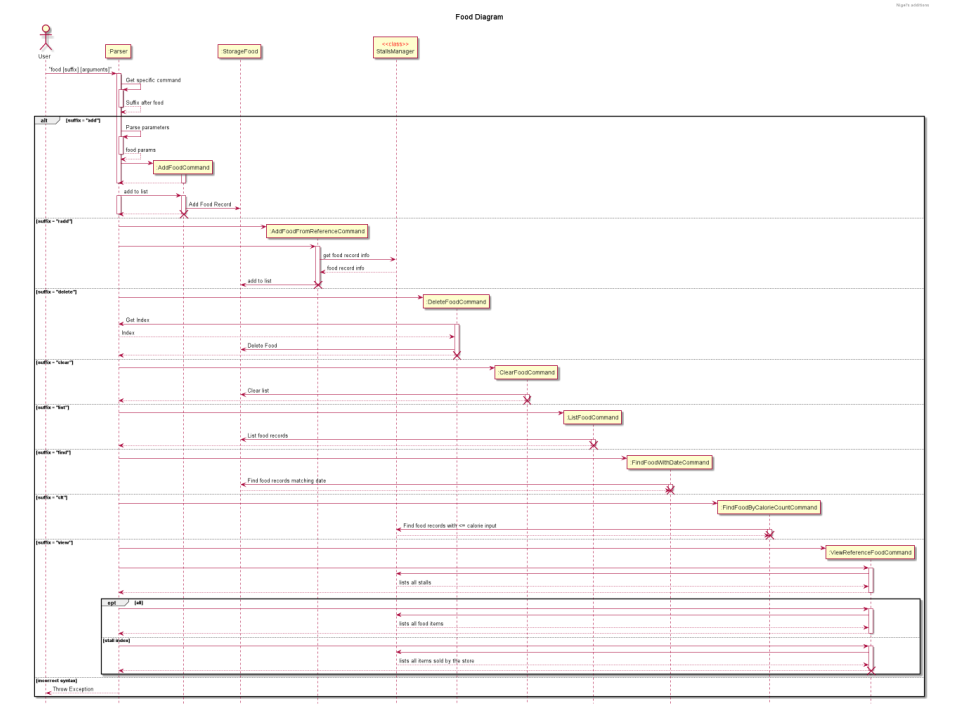 Nigel's additions
Food Diagram
User
:Parser
:StorageFood
<<class>>
StallsManager
"food [suffix] [arguments]"
Get specific command
Suffix after food
alt
[suffix = "add"]
Parse parameters
food params
:AddFoodCommand
add to list
Add Food Record
[suffix = "radd"]
:AddFoodFromReferenceCommand
get food record info
food record info
add to list
[suffix = "delete"]
:DeleteFoodCommand
Get Index
Index
Delete Food
[suffix = "clear"]
:ClearFoodCommand
Clear list
[suffix = "list"]
:ListFoodCommand
List food records
[suffix = "find"]
:FindFoodWithDateCommand
Find food records matching date
:FindFoodByCalorieCountCommand
Find food records with <= calorie input
[suffix = "view"]
:ViewReferenceFoodCommand
lists all stalls
opt
[all]
lists all food items
[stall index]
lists all items sold by the store
[incorrect syntax]
Throw Exception